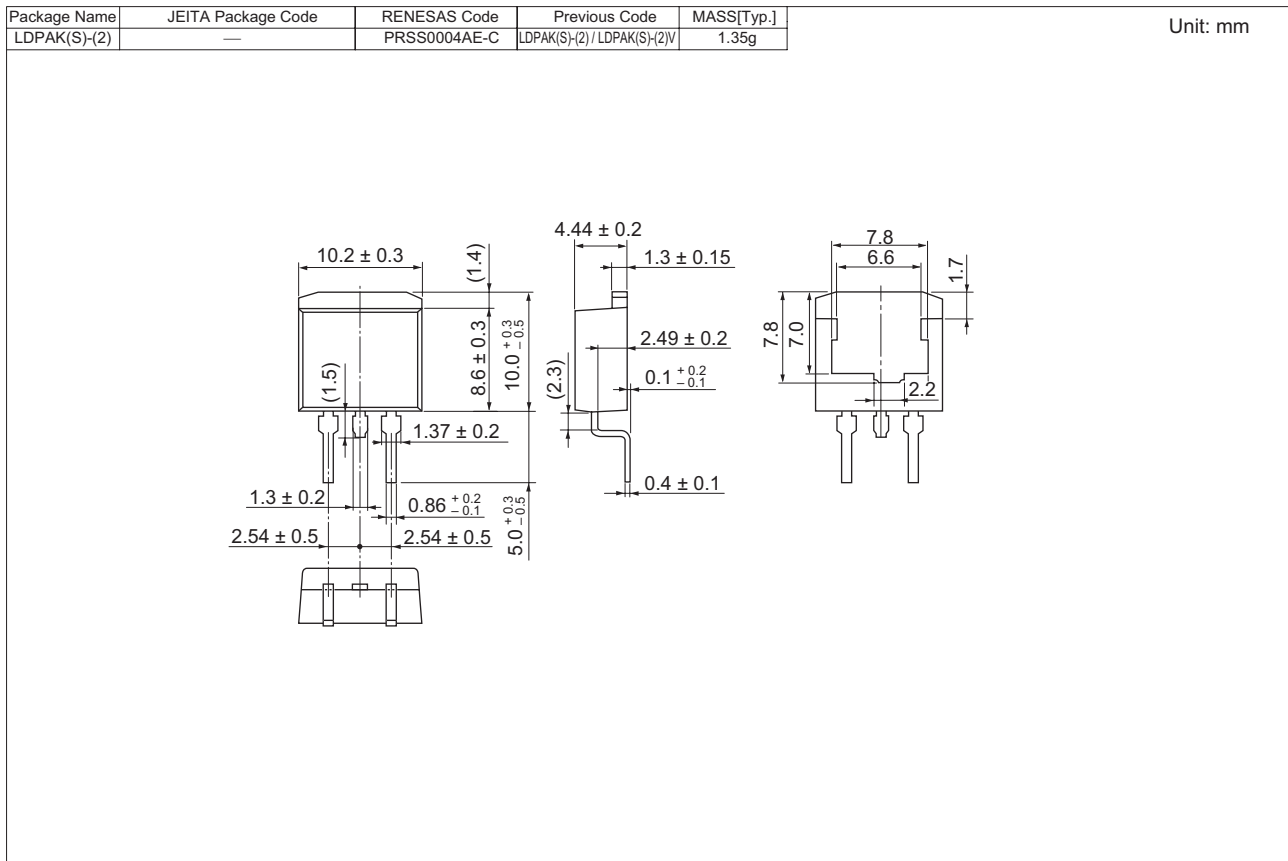 Package Name JEITA Package Code RENESAS Code Previous Code MASS[Typ.]
LDPAK(S)-(2) — PRSS0004AE-C LDPAK(S)-(2) / LDPAK(S)-(2)V 1.35g
Unit: mm
10.2 ± 0.3
(1.4)
8.6 ± 0.3
10.0 + 0.3 – 0.5
(1.5)
1.37 ± 0.2
1.3 ± 0.2
0.86 + 0.2 – 0.1
2.54 ± 0.5
2.54 ± 0.5
5.0 + 0.3 – 0.5
4.44 ± 0.2
1.3 ± 0.15
2.49 ± 0.2
(2.3)
0.1 + 0.2 – 0.1
0.4 ± 0.1
7.8
6.6
1.7
7.8
7.0
2.2